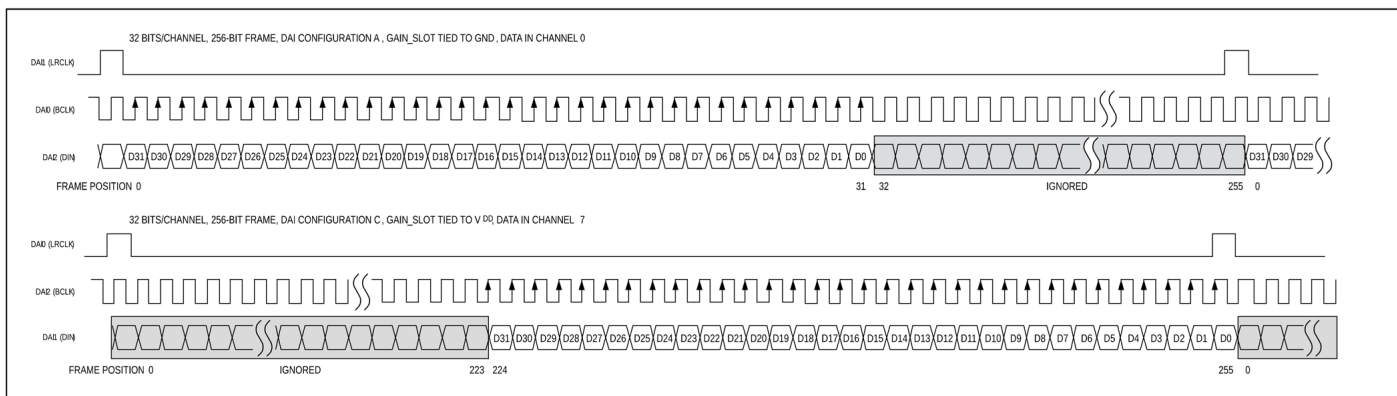 32 BITS/CHANNEL, 256-BIT FRAME, DAI CONFIGURATION A , GAIN_SLOT TIED TO GND , DATA IN CHANNEL 0
DAI1 (LRCLK)
DAI0 (BCLK)
DAI2 (DIN) D31 D30 D29 D28 D27 D26 D25 D24 D23 D22 D21 D20 D19 D18 D17 D16 D15 D14 D13 D12 D11 D10 D9 D8 D7 D6 D5 D4 D3 D2 D1 D0 D31 D30 D29
FRAME POSITION 0 31 32 IGNORED 255 0
32 BITS/CHANNEL, 256-BIT FRAME, DAI CONFIGURATION C , GAIN_SLOT TIED TO V DD, DATA IN CHANNEL 7
DAI0 (LRCLK)
DAI2 (BCLK)
DAI1 (DIN) D31 D30 D29 D28 D27 D26 D25 D24 D23 D22 D21 D20 D19 D18 D17 D16 D15 D14 D13 D12 D11 D10 D9 D8 D7 D6 D5 D4 D3 D2 D1 D0
FRAME POSITION 0 IGNORED 223 224 255 0